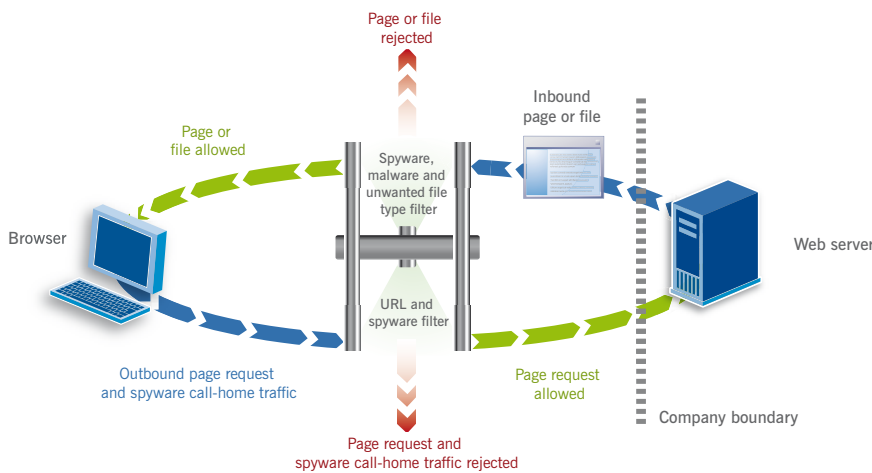 Page or file
rejected
Inbound
page or file
Page or
file allowed
Spyware,
malware and
unwanted file
type filter
Browser
Web server
URL and
spyware filter
Outbound page request
and spyware call-home traffic
Page request
allowed
Company boundary
Page request and
spyware call-home traffic rejected